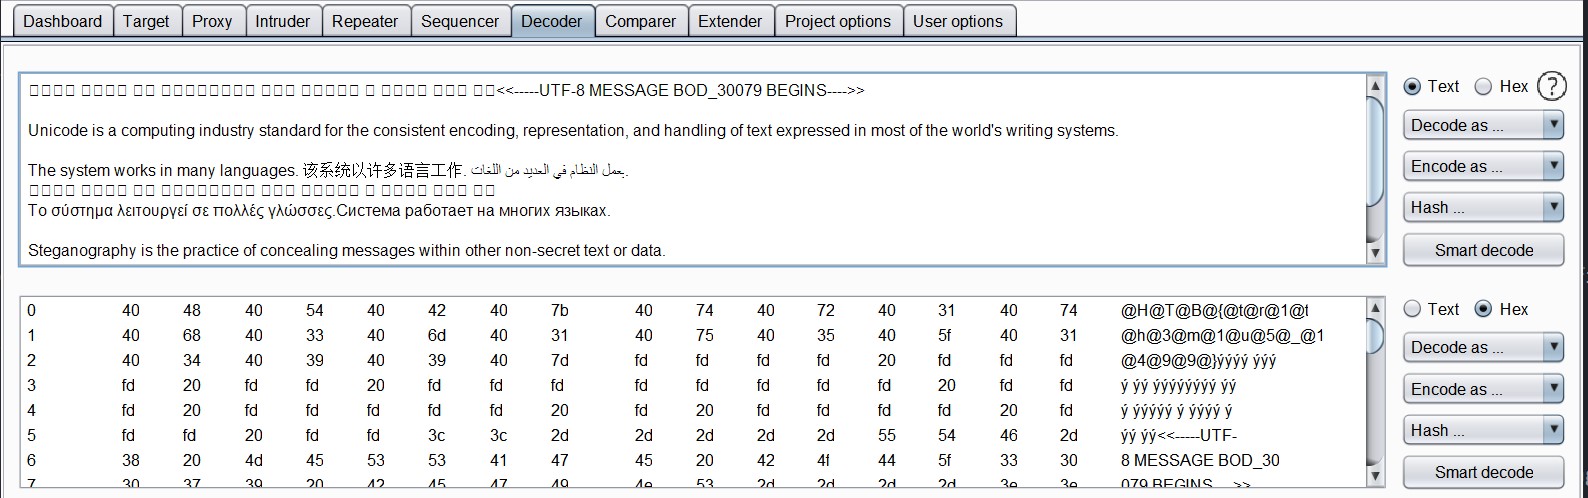 Dashboard Target Proxy Intruder Repeater Sequencer Decoder Comparer Extender Project options User options
<<-----UTF-8 MESSAGE BOD_30079 BEGINS---->>
Unicode is a computing industry standard for the consistent encoding, representation, and handling of text expressed in most of the world's writing systems.
The system works in many languages. 该系统以许多语言工作. يعمل النظام في العديد من اللغات.
Το σύστημα λειτουργεί σε πολλές γλώσσες.Система работает на многих языках.
Steganography is the practice of concealing messages within other non-secret text or data.
Text Hex ?
Decode as ...
Encode as ...
Hash ...
Smart decode
0 40 48 40 54 40 42 40 7b 40 74 40 72 40 31 40 74 @H@T@B@{@t@r@1@t
1 40 68 40 33 40 6d 40 31 40 75 40 35 40 5f 40 31 @h@3@m@1@u@5@_@1
2 40 34 40 39 40 39 40 7d fd fd fd fd 20 fd fd fd @4@9@9@}ýýýý ýýý
3 fd 20 fd fd 20 fd fd fd fd fd fd fd fd 20 fd fd ý ýý ýýýýýýýý ýý
4 fd 20 fd fd fd fd fd 20 fd 20 fd fd fd fd 20 fd ý ýýýýý ý ýýýý ý
5 fd fd 20 fd fd 3c 3c 2d 2d 2d 2d 2d 55 54 46 2d ýý ýý<<-----UTF-
6 38 20 4d 45 53 53 41 47 45 20 42 4f 44 5f 33 30 8 MESSAGE BOD_30
7 30 37 39 20 42 45 47 49 4e 53 2d 2d 2d 2d 3e 3e 079 BEGINS---->>
Text Hex
Decode as ...
Encode as ...
Hash ...
Smart decode